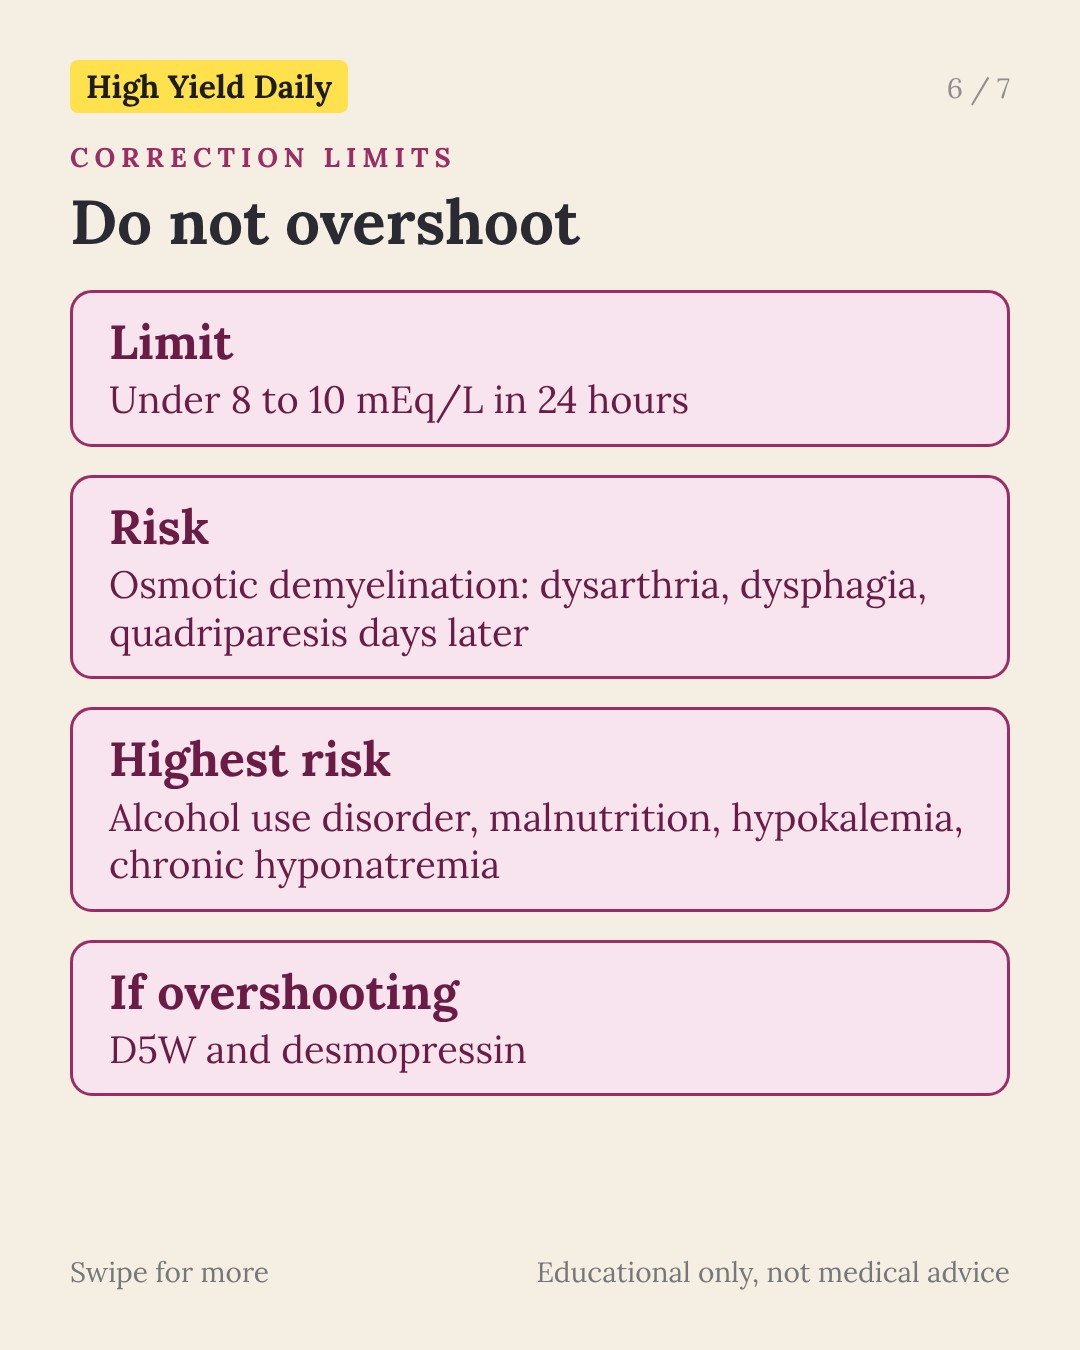 High Yield Daily
6 / 7
CORRECTION LIMITS
Do not overshoot
Limit
Under 8 to 10 mEq/L in 24 hours
Risk
Osmotic demyelination: dysarthria, dysphagia,
quadriparesis days later
Highest risk
Alcohol use disorder, malnutrition, hypokalemia,
chronic hyponatremia
If overshooting
D5W and desmopressin
Swipe for more
Educational only, not medical advice